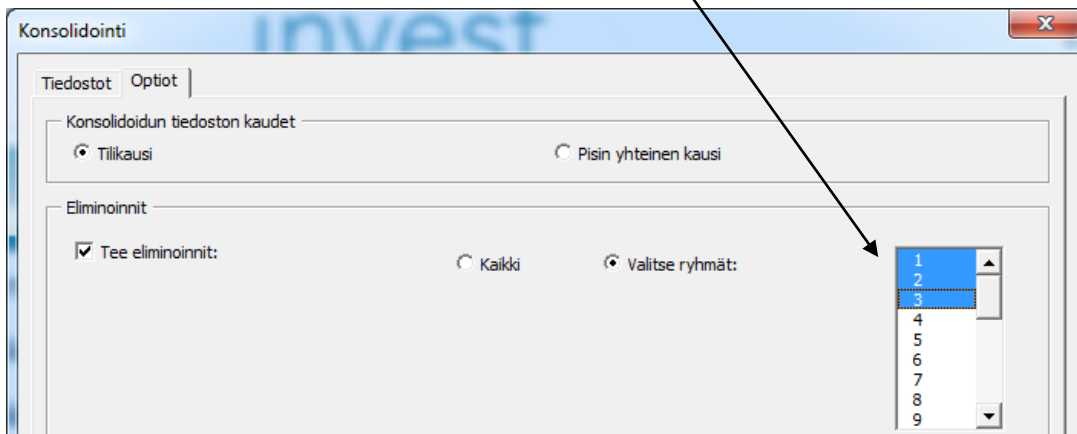 invest
Konsolidointi
Tiedostot Optiot
Konsolidoidun tiedoston kaudet
Tilikausi Pisin yhteinen kausi
Eliminoinnit
Tee eliminoinnit: Kaikki Valitse ryhmät:
1
2
3
4
5
6
7
8
9